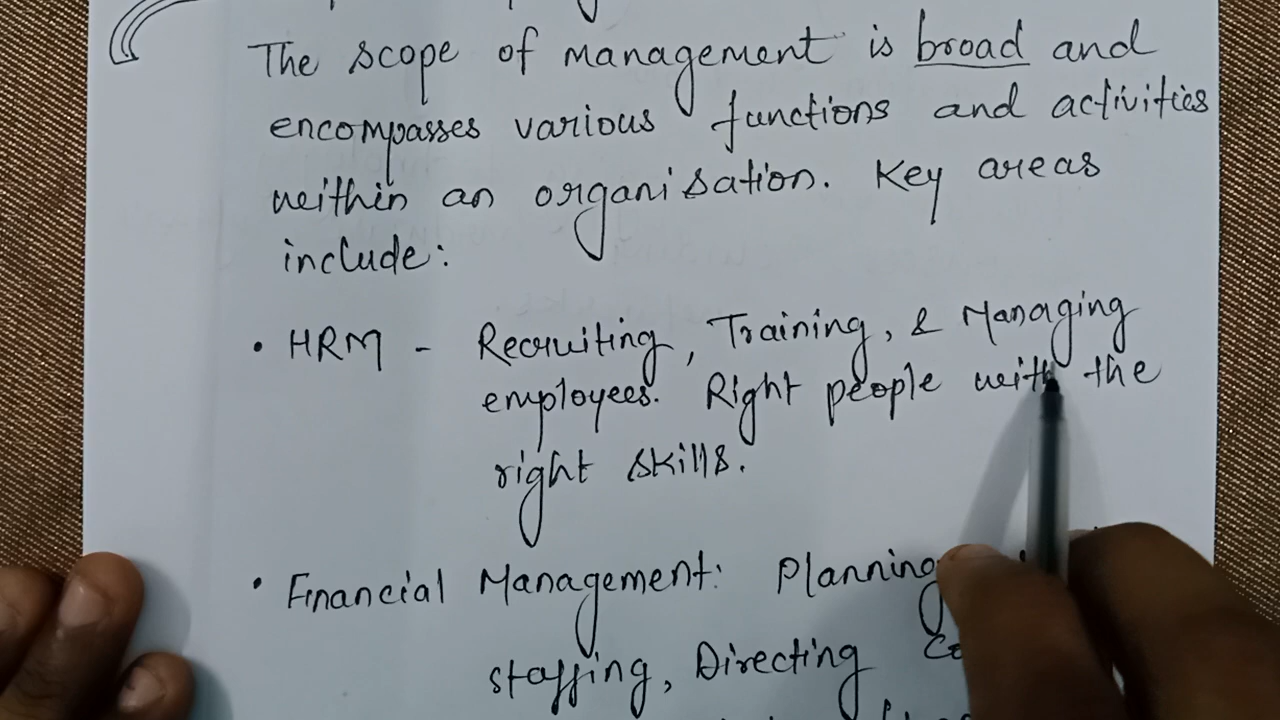 The scope of management is broad and
encompasses various functions and activities
within an organisation. Key areas
include:
• HRM - Recruiting, Training, & Managing
employees. Right people with the
right skills.
• Financial Management: Planning
staffing, Directing